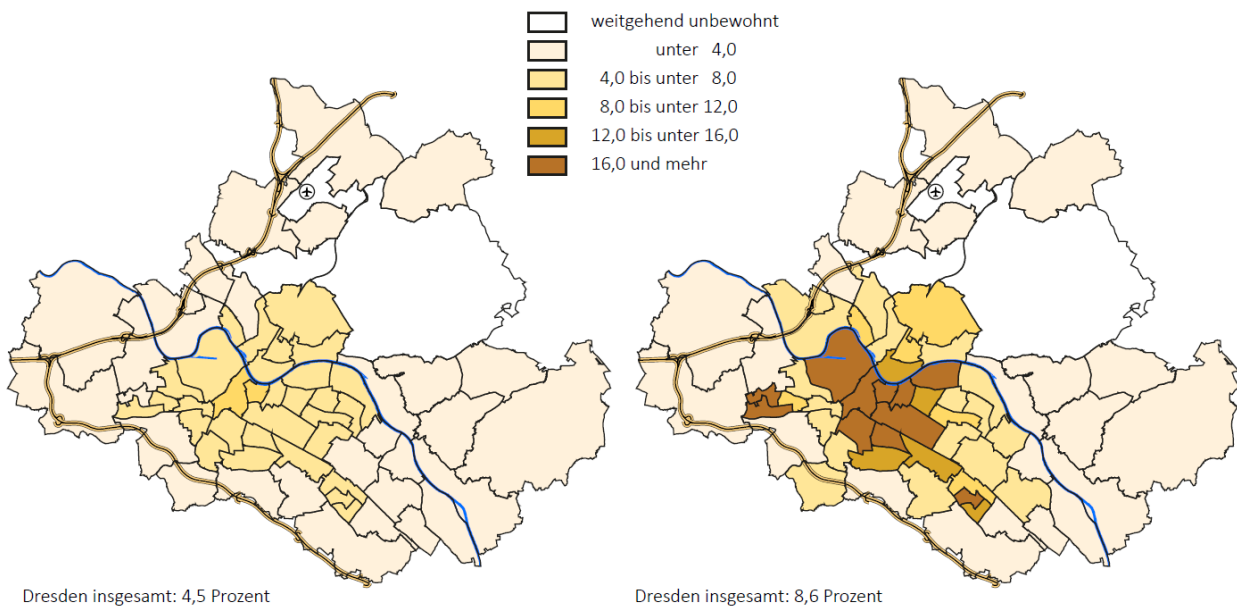 weitgehend unbewohnt
unter 4,0
4,0 bis unter 8,0
8,0 bis unter 12,0
12,0 bis unter 16,0
16,0 und mehr
Dresden insgesamt: 4,5 Prozent
Dresden insgesamt: 8,6 Prozent